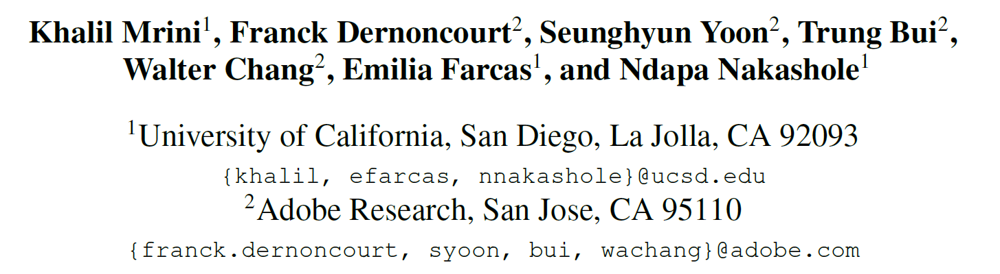 Khalil Mrini¹, Franck Dernoncourt², Seunghyun Yoon², Trung Bui²,
Walter Chang², Emilia Farcas¹, and Ndapa Nakashole¹
¹University of California, San Diego, La Jolla, CA 92093
{khalil, efarcas, nnakashole}@ucsd.edu
²Adobe Research, San Jose, CA 95110
{franck.dernoncourt, syoon, bui, wachang}@adobe.com